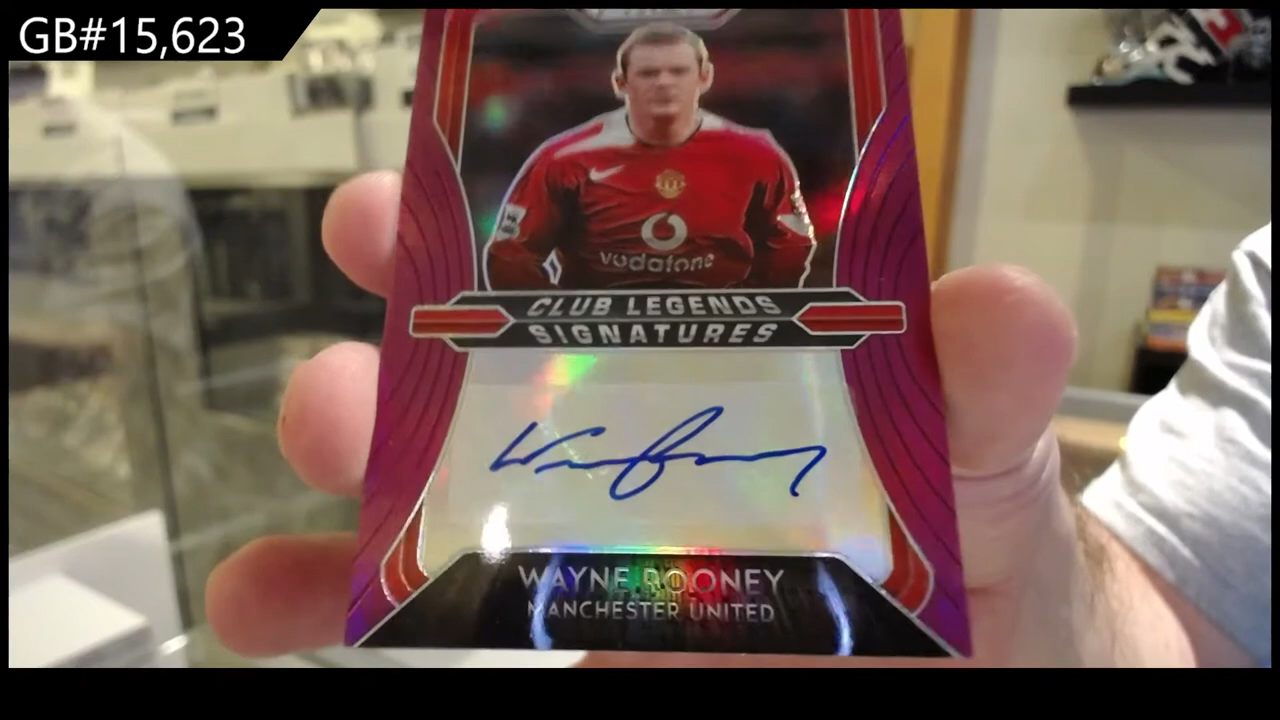 GB#15,623
vodafone
CLUB LEGENDS
SIGNATURES
WAYNE ROONEY
MANCHESTER UNITED